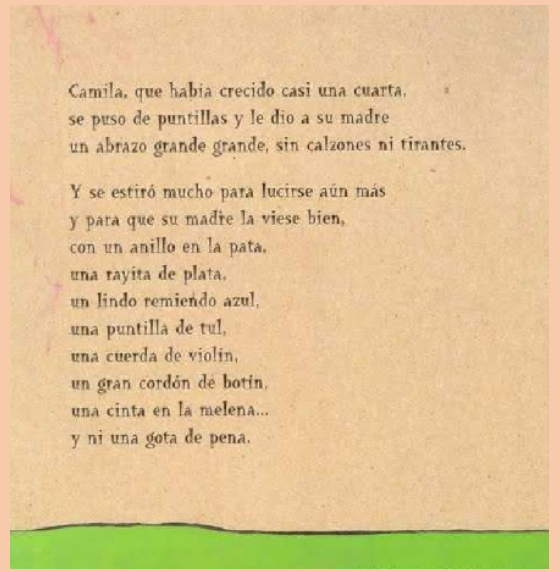 Camila, que había crecido casi una cuarta,
se puso de puntillas y le dio a su madre
un abrazo grande grande, sin calzones ni tirantes.
Y se estiró mucho para lucirse aún más
y para que su madre la viese bien,
con un anillo en la pata,
una rayita de plata,
un lindo remiendo azul,
una puntilla de tul,
una cuerda de violín,
un gran cordón de botín,
una cinta en la melena...
y ni una gota de pena.